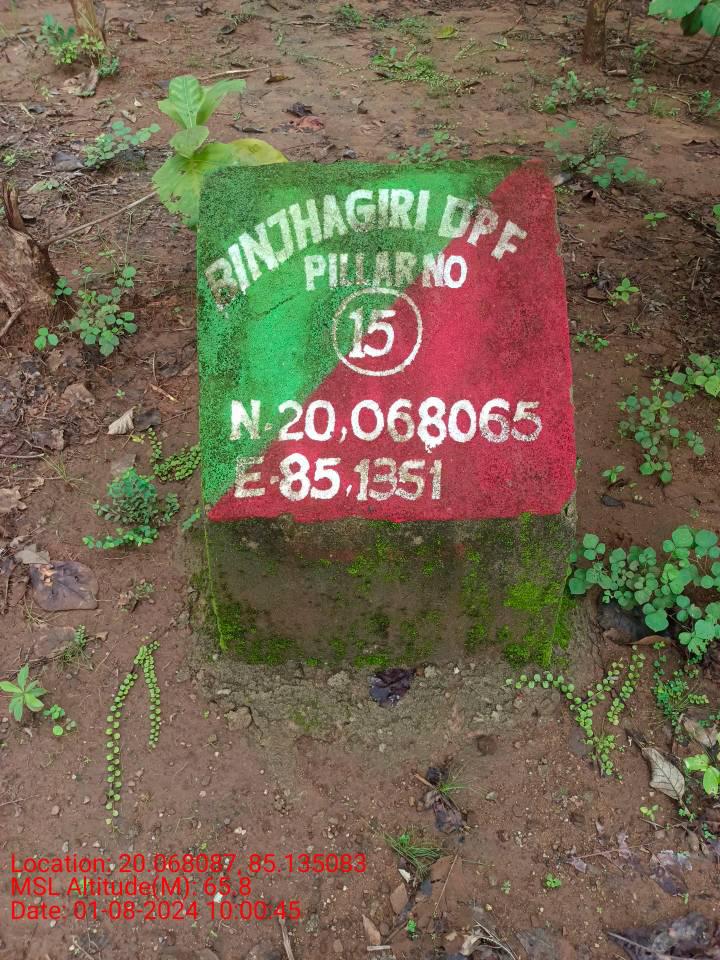 BINJHAGIRI DPF
PILLAR NO
15
N-20,068065
E-85,1351
Location: 20.068087, 85.135083
MSL Altitude(M): 65.8
Date: 01-08-2024 10:00:45